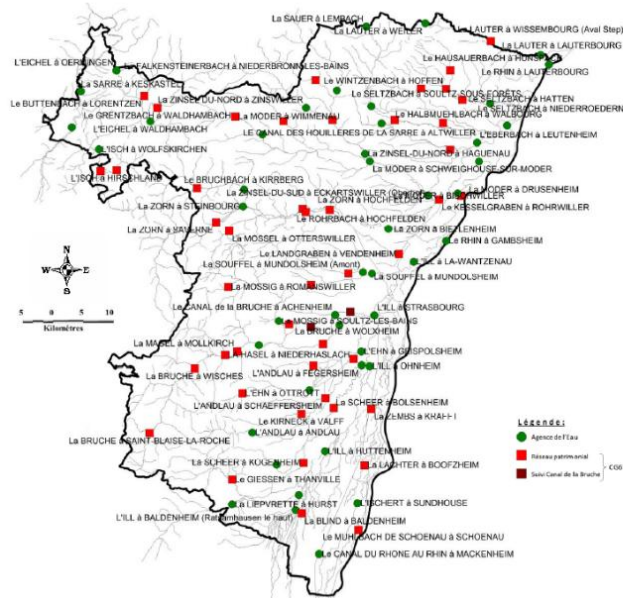 La SAUER à LEMBACH
La LAUTER à WISSEMBOURG (Aval Step)
La LAUTER à WEILER
La LAUTER à LAUTERBOURG
L'EICHEL à OERMINGEN
Le HAUSAUERBACH à HUNSPACH
Le FALKENSTEINERBACH à NIEDERBRONN-LES-BAINS
Le RHIN à LAUTERBOURG
La SARRE à KESKASTEL
Le WINTZENBACH à HOFFEN
Le SELTZBACH à SOULTZ-SOUS-FORÊTS
Le BUTTENBACH à LORENTZEN
La ZINSEL-DU-NORD à ZINSWILLER
Le SELTZBACH à HATTEN
Le SELTZBACH à NIEDERROEDERN
Le GRENTZBACH à WALDHAMBACH
La MODER à WIMMENAU
Le HALBMUEHLBACH à WALBOURG
L'EICHEL à WALDHAMBACH
Le CANAL DES HOUILLERES DE LA SARRE à ALTWILLER
L'EBERBACH à LEUTENHEIM
L'ISCH à WOLFSKIRCHEN
La ZINSEL-DU-NORD à HAGUENAU
La MODER à SCHWEIGHOUSE-SUR-MODER
L'ISCH à HIRSCHLAND
Le BRUCHBACH à KIRRBERG
La ZINSEL-DU-SUD à ECKARTSWILLER
La MODER à DRUSENHEIM
La ZORN à STEINBOURG
La ZORN à HOCHFELDEN
Le KESSELGRABEN à ROHRWILLER
Le ROHRBACH à HOCHFELDEN
La ZORN à SAVERNE
La ZORN à BIETLENHEIM
La MOSSEL à OTTERSWILLER
Le RHIN à GAMBSHEIM
Le LANDGRABEN à VENDENHEIM
L'ILL à LA-WANTZENAU
La SOUFFEL à MUNDOLSHEIM (Amont)
La SOUFFEL à MUNDOLSHEIM
La MOSSIG à ROMANSWILLER
Le CANAL de la BRUCHE à ACHENHEIM
L'ILL à STRASBOURG
La MOSSIG à SOULTZ-LES-BAINS
La BRUCHE à WOLXHEIM
La MAGEL à MOLLKIRCH
L'EHN à GEISPOLSHEIM
La HASEL à NIEDERHASLACH
L'ILL à OHNHEIM
La BRUCHE à WISCHES
L'ANDLAU à FEGERSHEIM
L'EHN à OTTROTT
La SCHEER à BOLSENHEIM
L'ANDLAU à SCHAEFFERSHEIM
La ZEMBS à KRAFFT
Le KIRNECK à VALFF
La BRUCHE à SAINT-BLAISE-LA-ROCHE
L'ANDLAU à ANDLAU
L'ILL à HUTTENHEIM
La SCHEER à KOGENHEIM
La LACHTER à BOOFZHEIM
Le GIESSEN à THANVILLE
La LIEPVRETTE à HURST
L'ISCHERT à SUNDHOUSE
L'ILL à BALDENHEIM (Rathsamhausen le haut)
La BLIND à BALDENHEIM
Le MUHLBACH DE SCHOENAU à SCHOENAU
Le CANAL DU RHONE AU RHIN à MACKENHEIM
N
W E
S
5 0 5 10
Kilomètres
Légende:
Agence de l'Eau
Réseau patrimonial
Suivi Canal de la Bruche